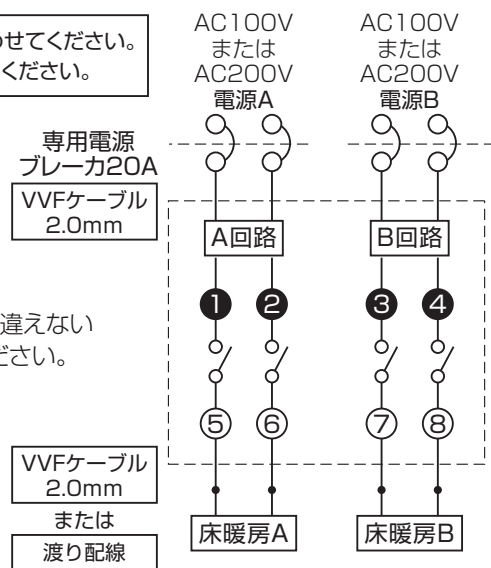 わせてください。
ください。
AC100V
または
AC200V
電源A
AC100V
または
AC200V
電源B
専用電源
ブレーカ20A
VVFケーブル
2.0mm
A回路
B回路
❶
❷
❸
❹
違えない
ださい。
⑤
⑥
⑦
⑧
VVFケーブル
2.0mm
または
渡り配線
床暖房A
床暖房B